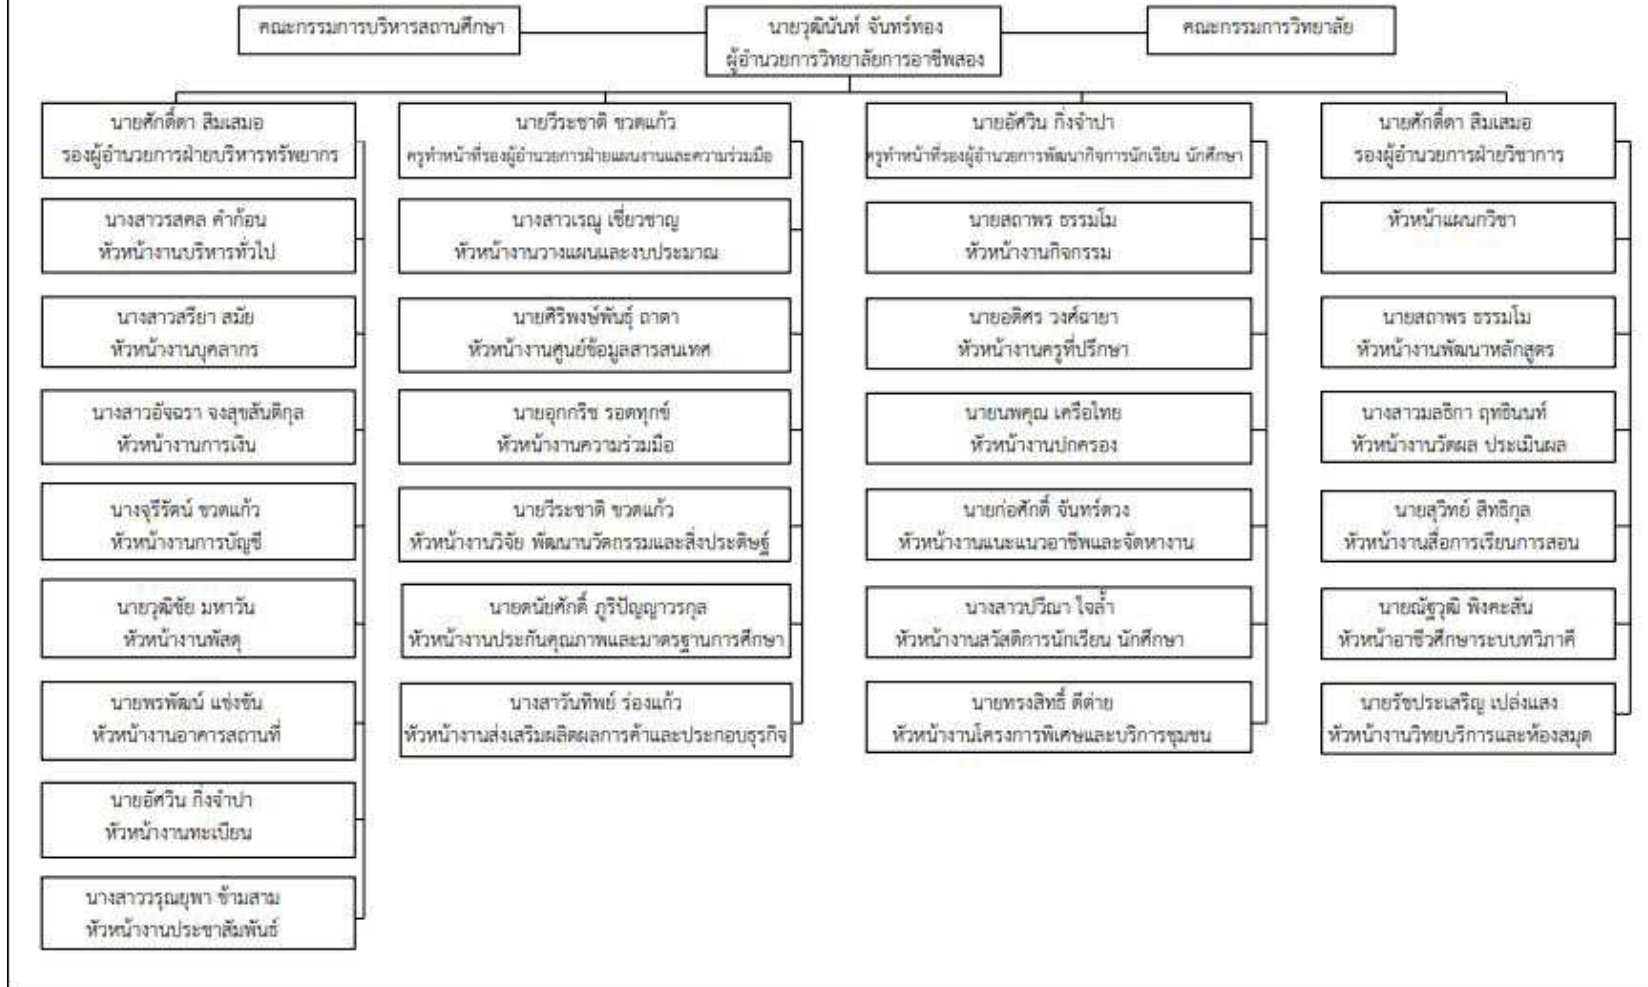 คณะกรรมการบริหารสถานศึกษา
นายวุฒินันท์ จันทร์ทอง
ผู้อำนวยการวิทยาลัยการอาชีพสอง
คณะกรรมการวิทยาลัย
นายศักดิ์ดา สิมเสมอ
รองผู้อำนวยการฝ่ายบริหารทรัพยากร
นางสาวรสคล คำก้อน
หัวหน้างานบริหารทั่วไป
นางสาวสรียา สมัย
หัวหน้างานบุคลากร
นางสาวอัจฉรา จงสุขสันติกุล
หัวหน้างานการเงิน
นางจุรีรัตน์ ขวดแก้ว
หัวหน้างานการบัญชี
นายวุฒิชัย มหาวัน
หัวหน้างานพัสดุ
นายพรพัฒน์ แข่งขัน
หัวหน้างานอาคารสถานที่
นายอัศวิน กิ่งจำปา
หัวหน้างานทะเบียน
นางสาววรุณยุพา ข้ามสาม
หัวหน้างานประชาสัมพันธ์
นายวีระชาติ ขวดแก้ว
ครูทำหน้าที่รองผู้อำนวยการฝ่ายแผนงานและความร่วมมือ
นางสาวเรณู เชี่ยวชาญ
หัวหน้างานวางแผนและงบประมาณ
นายศิริพงษ์พันธุ์ ถาตา
หัวหน้างานศูนย์ข้อมูลสารสนเทศ
นายอุกกริช รอดทุกข์
หัวหน้างานความร่วมมือ
นายวีระชาติ ขวดแก้ว
หัวหน้างานวิจัย พัฒนานวัตกรรมและสิ่งประดิษฐ์
นายดนัยศักดิ์ ภูริปัญญาวรกุล
หัวหน้างานประกันคุณภาพและมาตรฐานการศึกษา
นางสาวันทิพย์ ร่องแก้ว
หัวหน้างานส่งเสริมผลิตผลการค้าและประกอบธุรกิจ
นายอัศวิน กิ่งจำปา
ครูทำหน้าที่รองผู้อำนวยการพัฒนากิจการนักเรียน นักศึกษา
นายสถาพร ธรรมโม
หัวหน้างานกิจกรรม
นายอดิศร วงศ์ฉายา
หัวหน้างานครูที่ปรึกษา
นายนพคุณ เครือไทย
หัวหน้างานปกครอง
นายก่อศักดิ์ จันทร์ดวง
หัวหน้างานแนะแนวอาชีพและจัดหางาน
นางสาวปวีณา ใจล้ำ
หัวหน้างานสวัสดิการนักเรียน นักศึกษา
นายทรงสิทธิ์ ดีต่าย
หัวหน้างานโครงการพิเศษและบริการชุมชน
นายศักดิ์ดา สิมเสมอ
รองผู้อำนวยการฝ่ายวิชาการ
หัวหน้าแผนกวิชา
นายสถาพร ธรรมโม
หัวหน้างานพัฒนาหลักสูตร
นางสาวมลธิกา ฤทธินนท์
หัวหน้างานวัดผล ประเมินผล
นายสุวิทย์ สิทธิกุล
หัวหน้างานสื่อการเรียนการสอน
นายณัฐวุฒิ พิงคะสัน
หัวหน้าอาชีวศึกษาระบบทวิภาคี
นายรัชประเสริญ เปล่งแสง
หัวหน้างานวิทยบริการและห้องสมุด